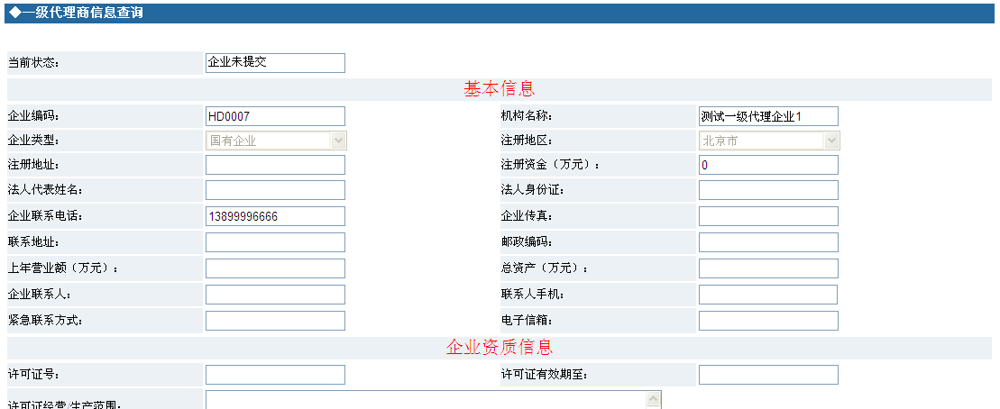 ◆一级代理商信息查询
当前状态： 企业未提交
基本信息
企业编码： HD0007 机构名称： 测试一级代理企业1
企业类型： 国有企业 注册地区： 北京市
注册地址： 注册资金（万元）： 0
法人代表姓名： 法人身份证：
企业联系电话： 13899996666 企业传真：
联系地址： 邮政编码：
上年营业额（万元）： 总资产（万元）：
企业联系人： 联系人手机：
紧急联系方式： 电子信箱：
企业资质信息
许可证号： 许可证有效期至：
许可证经营/生产范围：